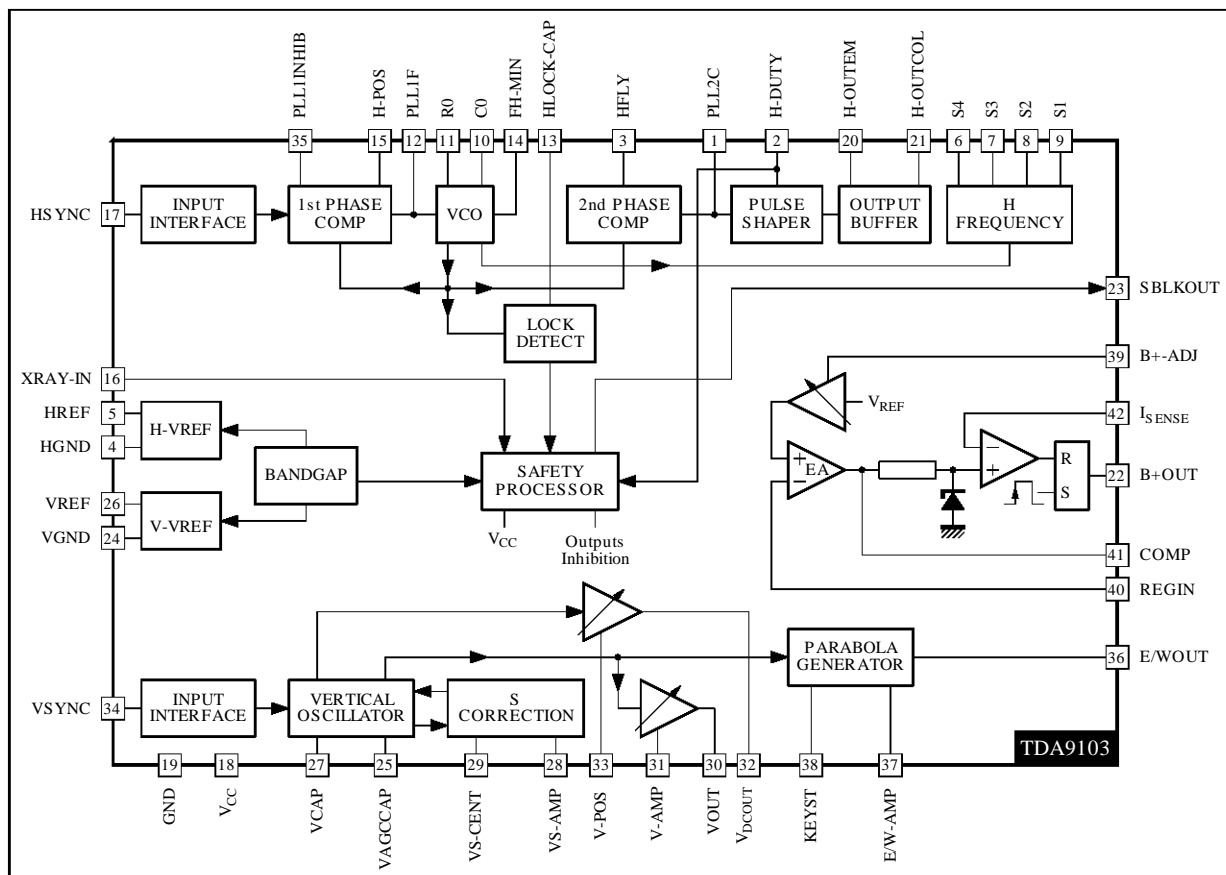 PLL1INHIB
H-POS
PLL1F
R0
C0
FH-MIN
HLOCK-CAP
HFLY
PLL2C
H-DUTY
H-OUTEM
H-OUTCOL
S4
S3
S2
S1
35
15
12
11
10
14
13
3
1
2
20
21
6
7
8
9
HSYNC
17
INPUT
INTERFACE
1st PHASE
COMP
VCO
2nd PHASE
COMP
PULSE
SHAPER
OUTPUT
BUFFER
H
FREQUENCY
23
SBLKOUT
LOCK
DETECT
39
B+-ADJ
XRAY-IN
16
VREF
HREF
5
HGND
4
H-VREF
42
ISENSE
BANDGAP
SAFETY
PROCESSOR
+
EA
−
−
+
R
S
22
B+OUT
VREF
26
VGND
24
V-VREF
VCC
Outputs
Inhibition
41
COMP
40
REGIN
PARABOLA
GENERATOR
36
E/WOUT
VSYNC
34
INPUT
INTERFACE
VERTICAL
OSCILLATOR
S
CORRECTION
TDA9103
19
18
27
25
29
28
33
31
30
32
38
37
GND
VCC
VCAP
VAGCCAP
VS-CENT
VS-AMP
V-POS
V-AMP
VOUT
VDCOUT
KEYST
E/W-AMP